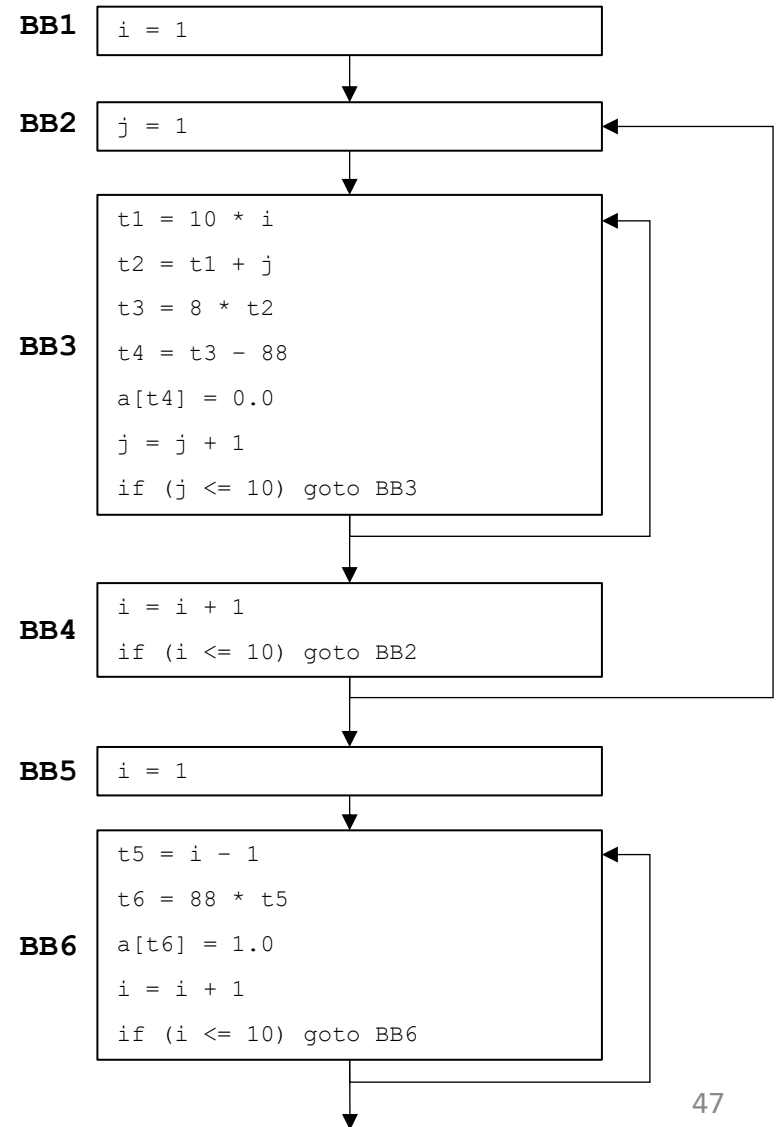 BB1
i = 1
BB2
j = 1
BB3
t1 = 10 * i
t2 = t1 + j
t3 = 8 * t2
t4 = t3 – 88
a[t4] = 0.0
j = j + 1
if (j <= 10) goto BB3
BB4
i = i + 1
if (i <= 10) goto BB2
BB5
i = 1
BB6
t5 = i – 1
t6 = 88 * t5
a[t6] = 1.0
i = i + 1
if (i <= 10) goto BB6
47